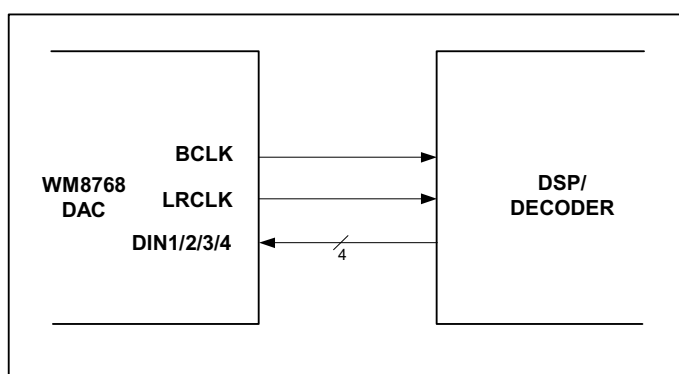 BCLK
WM8768
DAC
LRCLK
DIN1/2/3/4
4
DSP/
DECODER